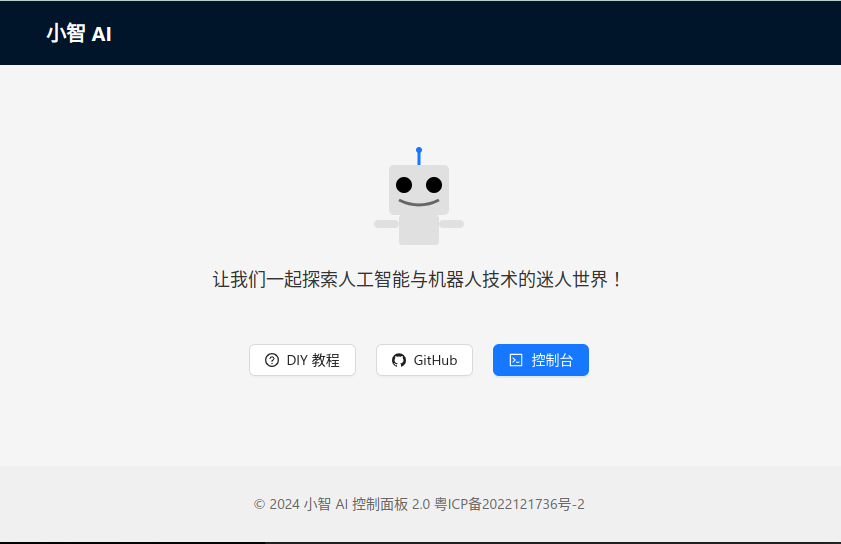 小智 AI
让我们一起探索人工智能与机器人技术的迷人世界！
DIY 教程
GitHub
控制台
© 2024 小智 AI 控制面板 2.0 粤ICP备2022121736号-2